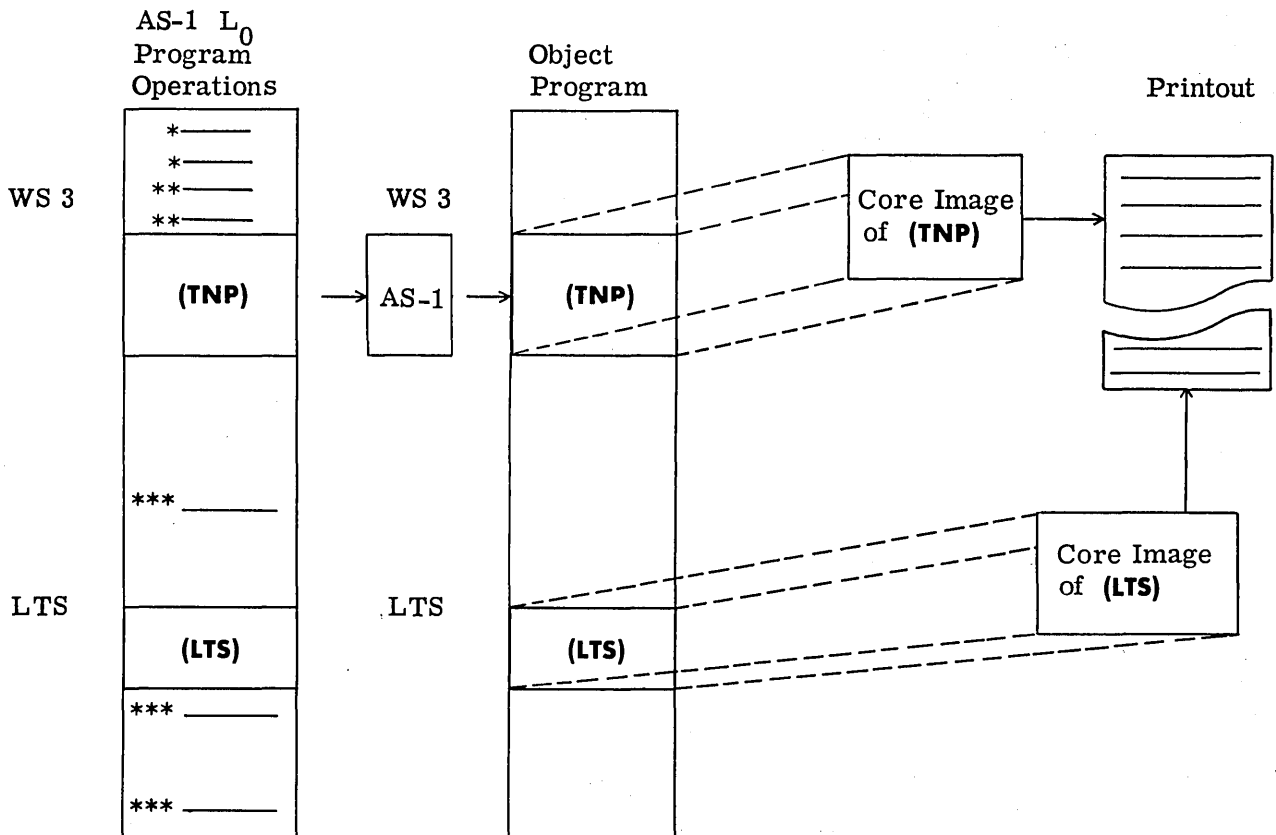 AS-1 L0
Program
Operations
Object
Program
Printout
*
*
**
**
WS 3
WS 3
(TNP)
AS-1
(TNP)
Core Image
of (TNP)
***
LTS
LTS
(LTS)
(LTS)
Core Image
of (LTS)
***
***